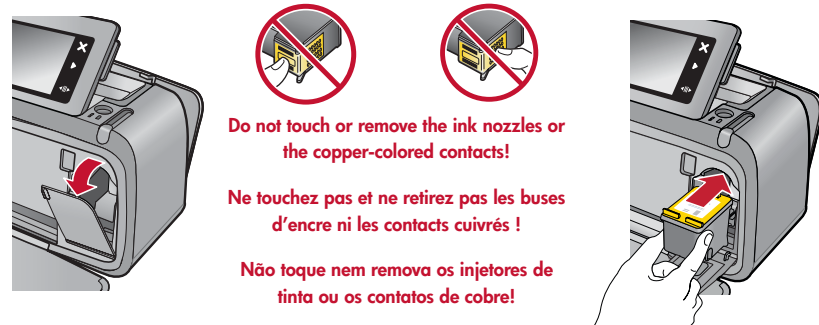 Do not touch or remove the ink nozzles or
the copper-colored contacts!
Ne touchez pas et ne retirez pas les buses
d'encre ni les contacts cuivrés !
Não toque nem remova os injetores de
tinta ou os contatos de cobre!